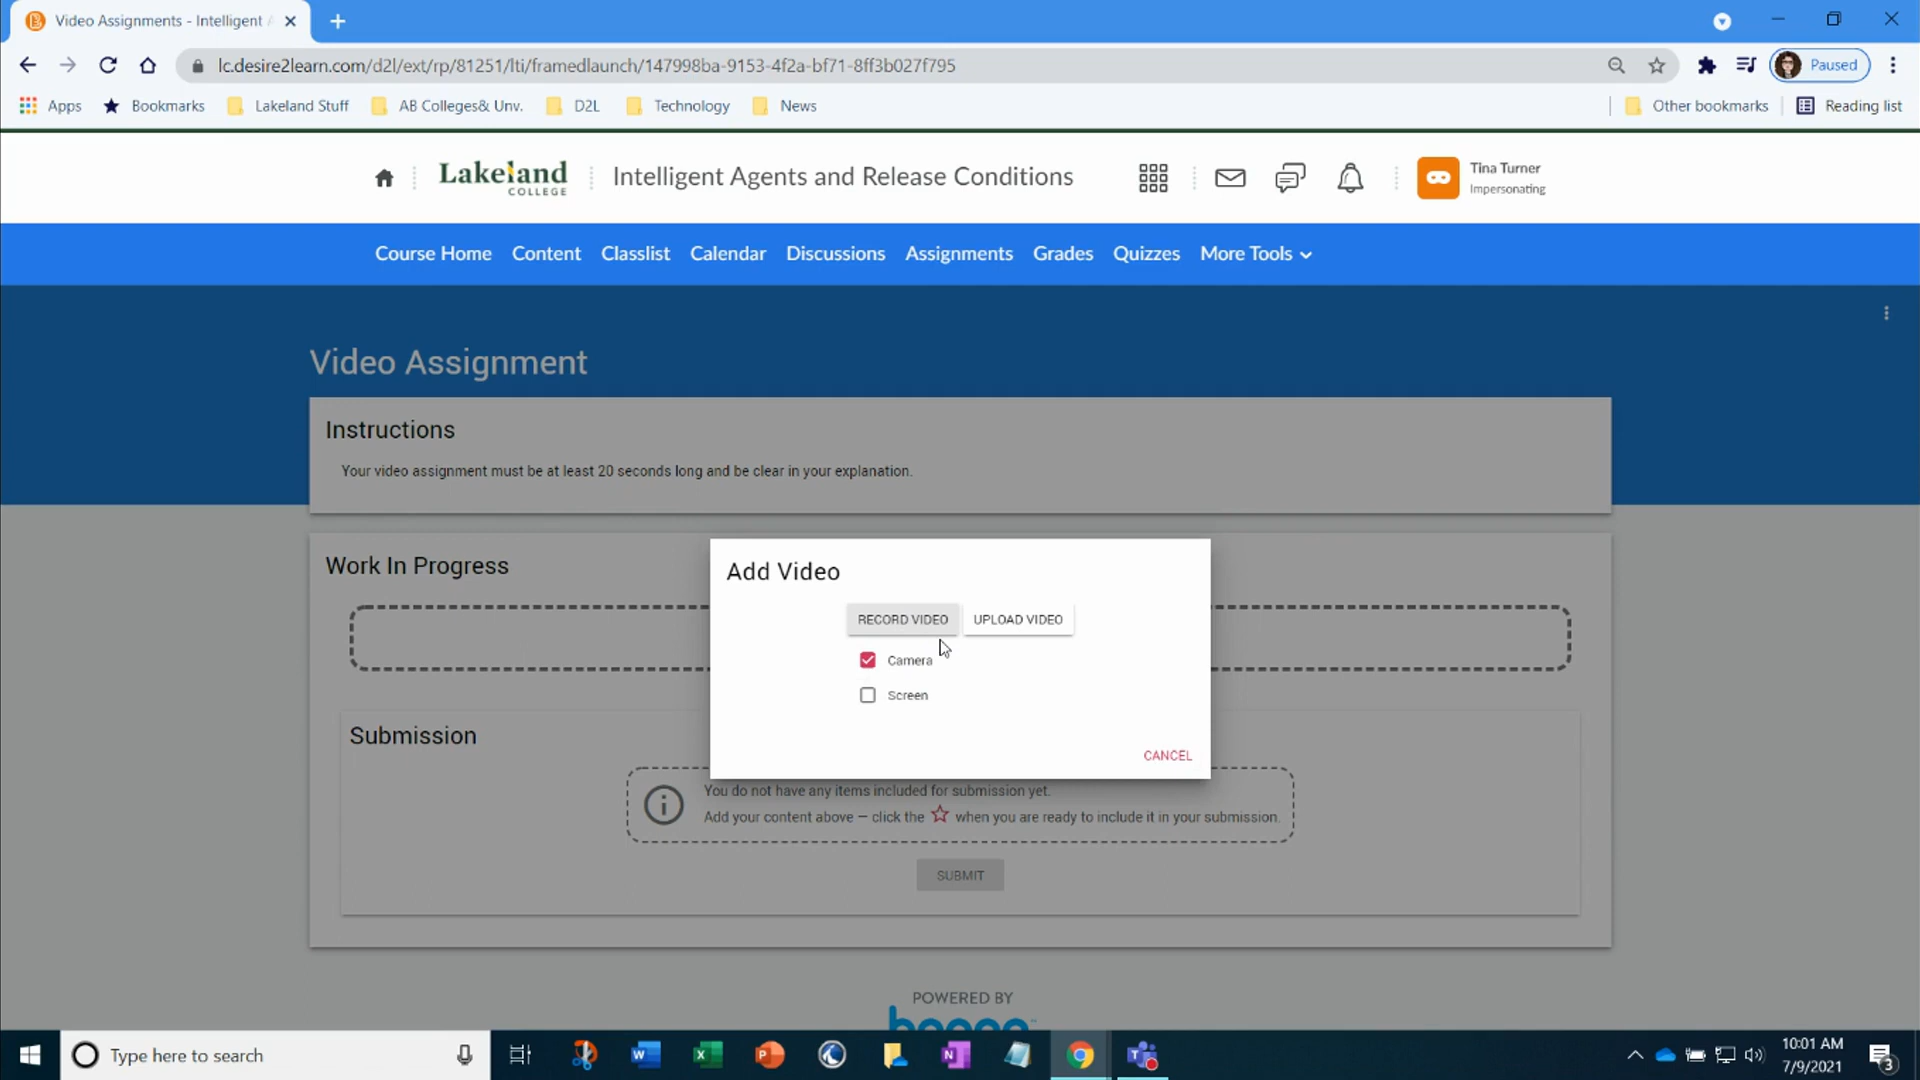 Video Assignments - Intelligent A
lc.desire2learn.com/d2l/ext/rp/81251/lti/framedlaunch/147998ba-9153-4f2a-bf71-8ff3b027f795
Paused
Apps Bookmarks Lakeland Stuff AB Colleges& Unv. D2L Technology News Other bookmarks Reading list
Lakeland
COLLEGE
Intelligent Agents and Release Conditions
Tina Turner
Impersonating
Course Home Content Classlist Calendar Discussions Assignments Grades Quizzes More Tools
Video Assignment
Instructions
Your video assignment must be at least 20 seconds long and be clear in your explanation.
Work In Progress
Add Video
RECORD VIDEO UPLOAD VIDEO
Camera
Screen
CANCEL
Submission
You do not have any items included for submission yet.
Add your content above — click the when you are ready to include it in your submission.
SUBMIT
POWERED BY
Type here to search
10:01 AM
7/9/2021
3